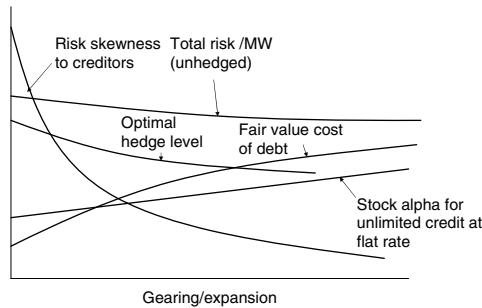 Risk skewness
to creditors
Total risk /MW
(unhedged)
Optimal
hedge level
Fair value cost
of debt
Stock alpha for
unlimited credit at
flat rate
Gearing/expansion